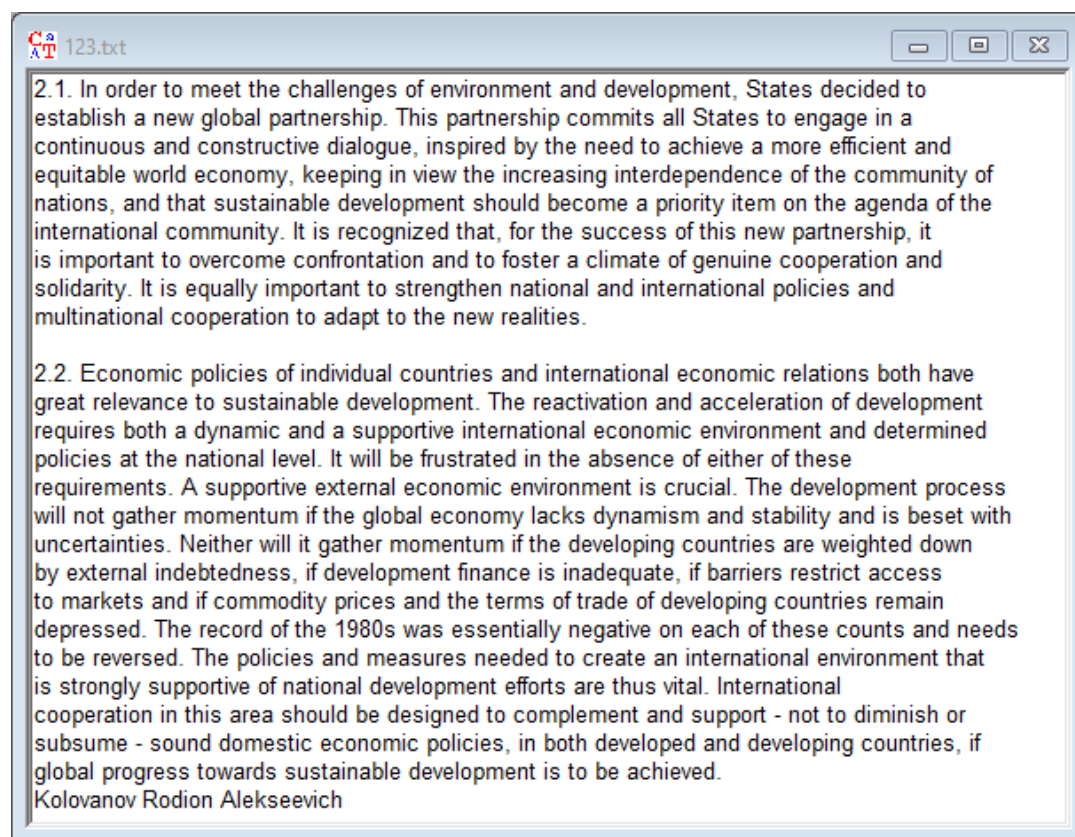 CaAT 123.txt
2.1. In order to meet the challenges of environment and development, States decided to
establish a new global partnership. This partnership commits all States to engage in a
continuous and constructive dialogue, inspired by the need to achieve a more efficient and
equitable world economy, keeping in view the increasing interdependence of the community of
nations, and that sustainable development should become a priority item on the agenda of the
international community. It is recognized that, for the success of this new partnership, it
is important to overcome confrontation and to foster a climate of genuine cooperation and
solidarity. It is equally important to strengthen national and international policies and
multinational cooperation to adapt to the new realities.

2.2. Economic policies of individual countries and international economic relations both have
great relevance to sustainable development. The reactivation and acceleration of development
requires both a dynamic and a supportive international economic environment and determined
policies at the national level. It will be frustrated in the absence of either of these
requirements. A supportive external economic environment is crucial. The development process
will not gather momentum if the global economy lacks dynamism and stability and is beset with
uncertainties. Neither will it gather momentum if the developing countries are weighted down
by external indebtedness, if development finance is inadequate, if barriers restrict access
to markets and if commodity prices and the terms of trade of developing countries remain
depressed. The record of the 1980s was essentially negative on each of these counts and needs
to be reversed. The policies and measures needed to create an international environment that
is strongly supportive of national development efforts are thus vital. International
cooperation in this area should be designed to complement and support - not to diminish or
subsume - sound domestic economic policies, in both developed and developing countries, if
global progress towards sustainable development is to be achieved.
Kolovanov Rodion Alekseevich